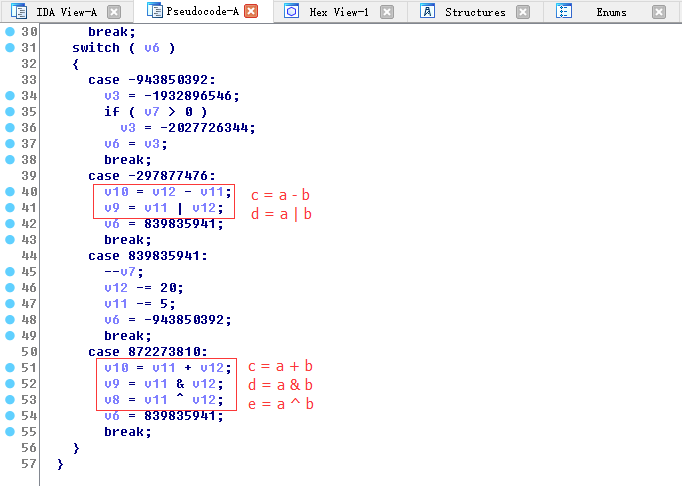 IDA View-A Pseudocode-A Hex View-1 Structures Enums
30 break;
31 switch ( v6 )
32 {
33 case -943850392:
34 v3 = -1932896546;
35 if ( v7 > 0 )
36 v3 = -2027726344;
37 v6 = v3;
38 break;
39 case -297877476:
40 v10 = v12 - v11; c = a - b
41 v9 = v11 | v12; d = a | b
42 v6 = 839835941;
43 break;
44 case 839835941:
45 --v7;
46 v12 -= 20;
47 v11 -= 5;
48 v6 = -943850392;
49 break;
50 case 872273810:
51 v10 = v11 + v12; c = a + b
52 v9 = v11 & v12; d = a & b
53 v8 = v11 ^ v12; e = a ^ b
54 v6 = 839835941;
55 break;
56 }
57 }